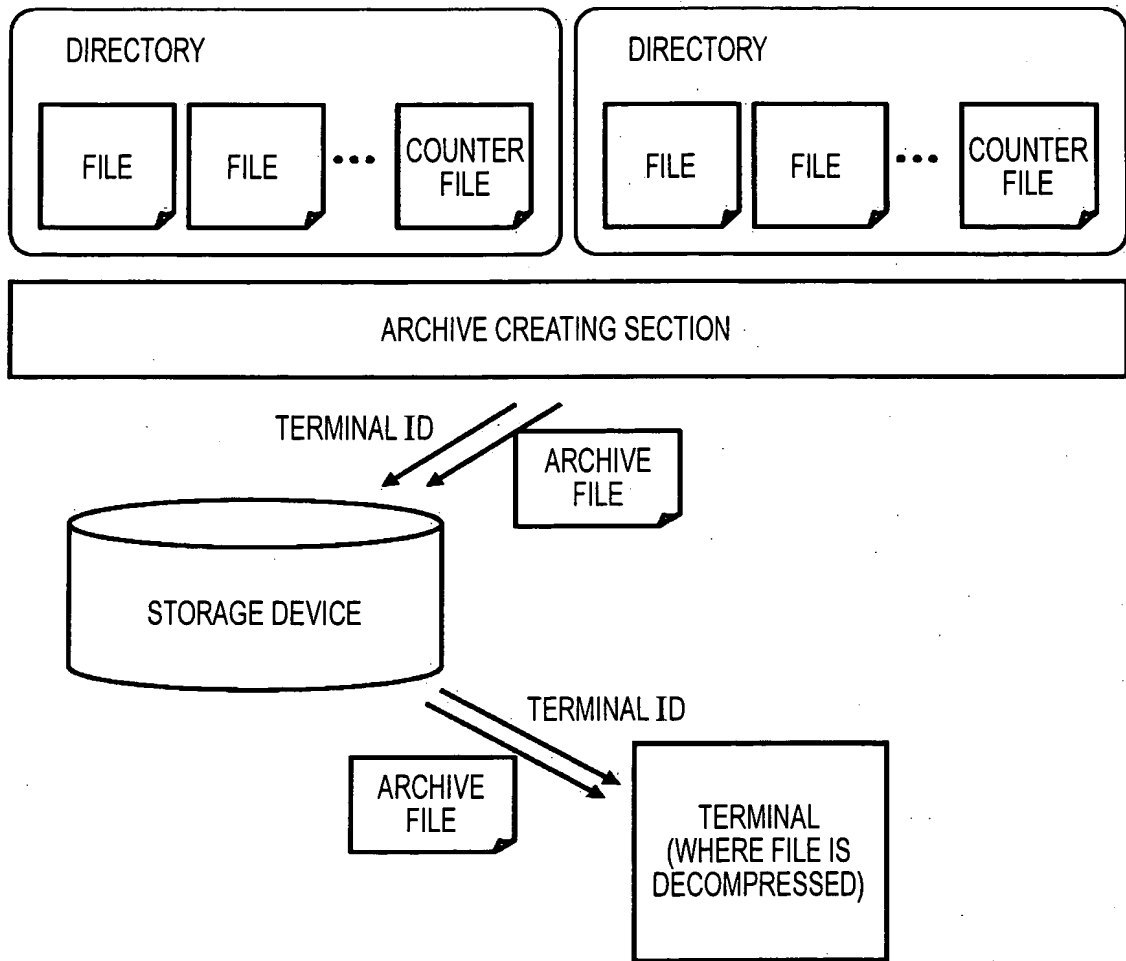 DIRECTORY
FILE
FILE
•••
COUNTER
FILE
DIRECTORY
FILE
FILE
•••
COUNTER
FILE
ARCHIVE CREATING SECTION
TERMINAL ID
ARCHIVE
FILE
STORAGE DEVICE
TERMINAL ID
ARCHIVE
FILE
TERMINAL
(WHERE FILE IS
DECOMPRESSED)